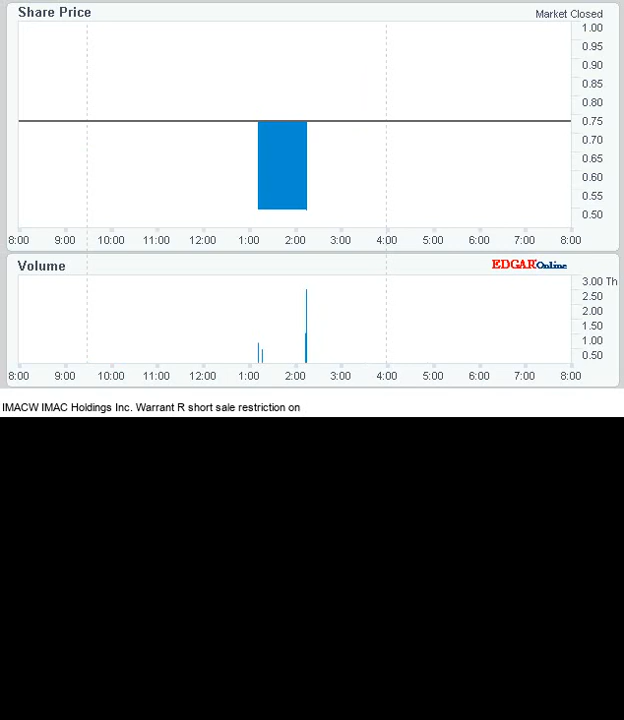 Share Price
Market Closed
1.00
0.95
0.90
0.85
0.80
0.75
0.70
0.65
0.60
0.55
0.50
8:00 9:00 10:00 11:00 12:00 1:00 2:00 3:00 4:00 5:00 6:00 7:00 8:00
Volume
EDGAROnline
3.00 Th
2.50
2.00
1.50
1.00
0.50
8:00 9:00 10:00 11:00 12:00 1:00 2:00 3:00 4:00 5:00 6:00 7:00 8:00
IMACW IMAC Holdings Inc. Warrant R short sale restriction on